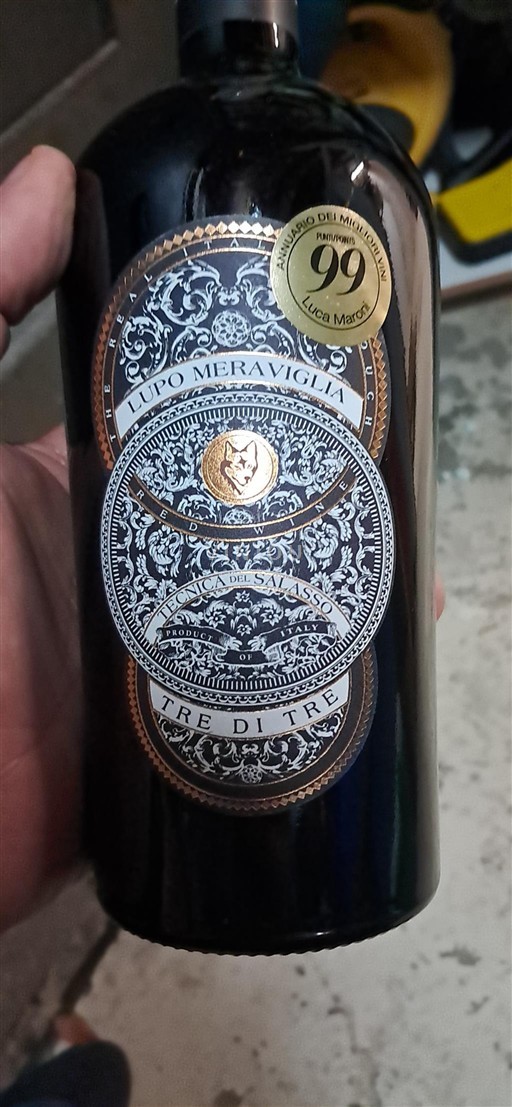 ANNUARIO DEI MIGLIORI VINI
PUNTI/POINTS
99
Luca Maroni
THE REAL ITAL
UCH
LUPO MERAVIGLIA
RED WINE
TECNICA DEL SALASSO
PRODUCT OF ITALY
TRE DI TRE